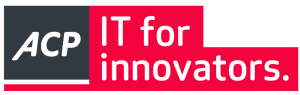 ACP
IT for
innovators.